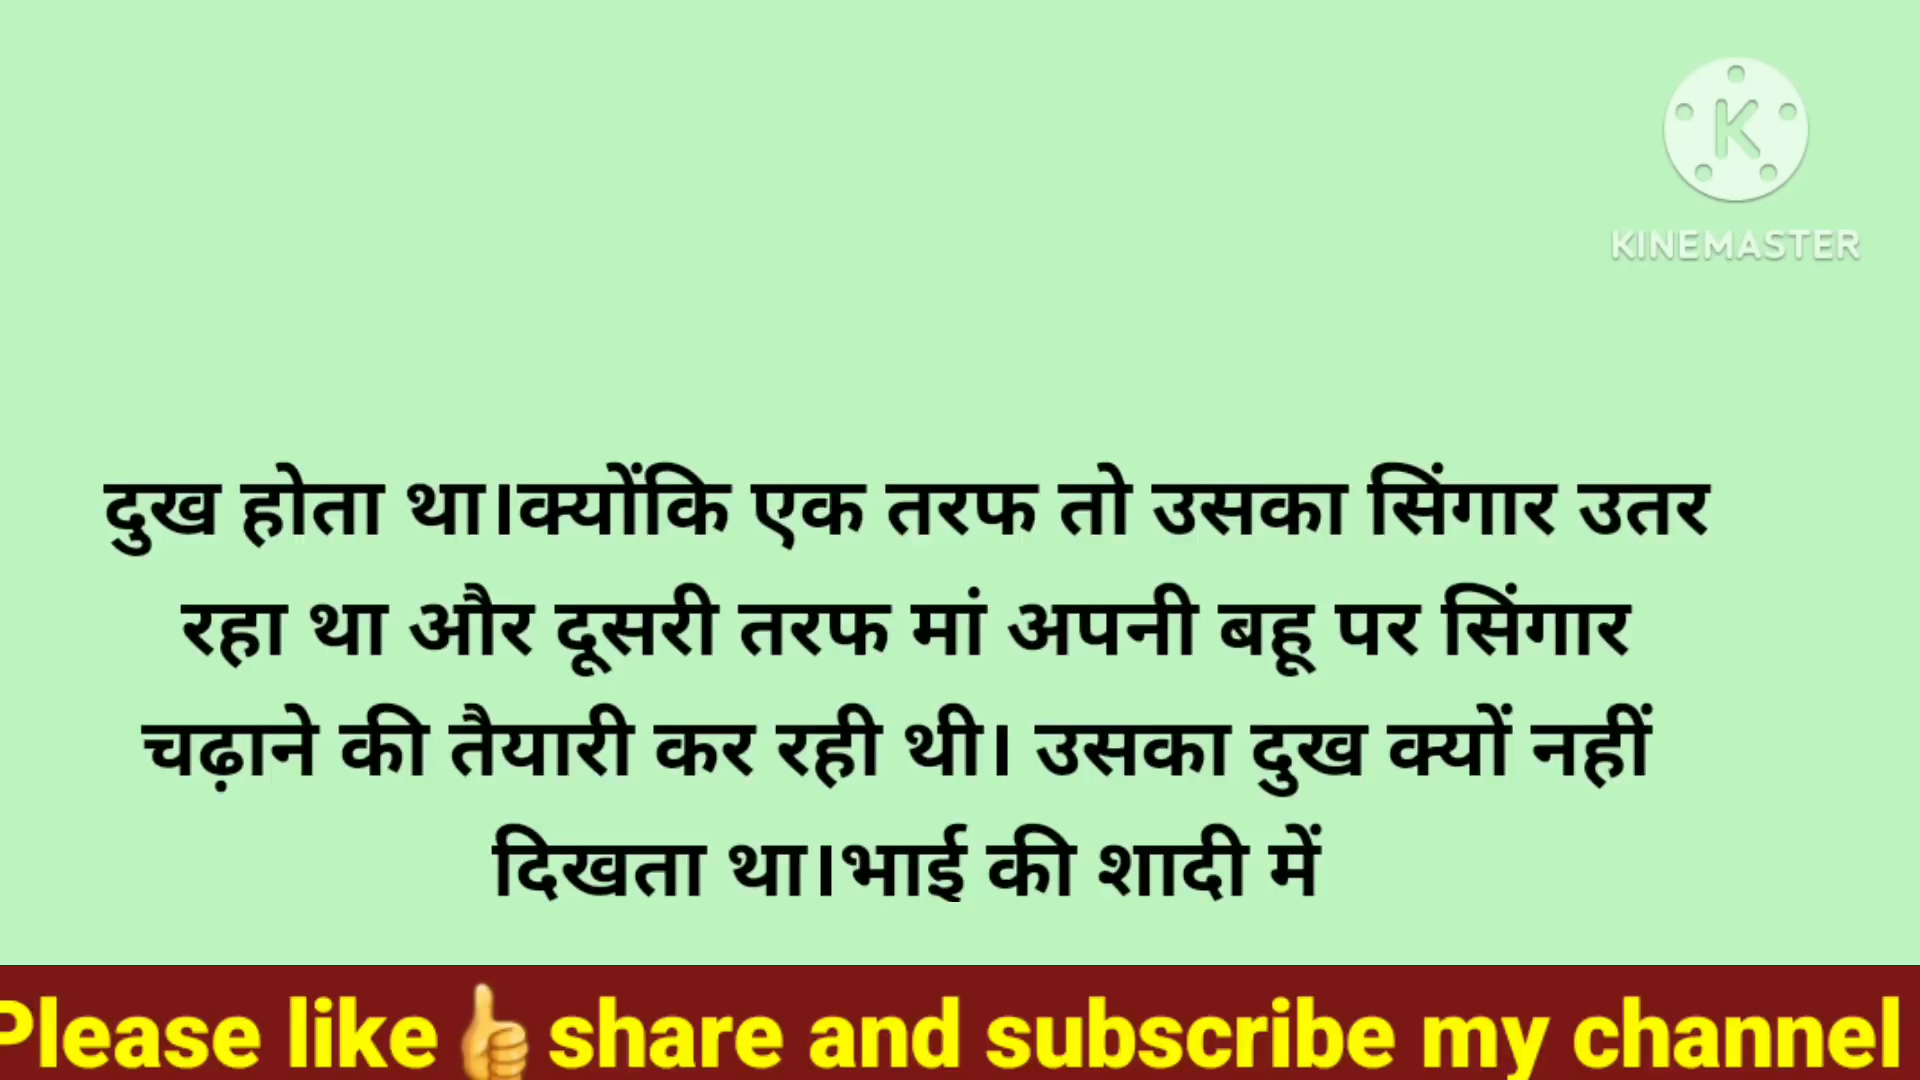 K
KINEMASTER
दुख होता था।क्योंकि एक तरफ तो उसका सिंगार उतर
रहा था और दूसरी तरफ मां अपनी बहू पर सिंगार
चढ़ाने की तैयारी कर रही थी। उसका दुख क्यों नहीं
दिखता था।भाई की शादी में
Please like👍share and subscribe my channel